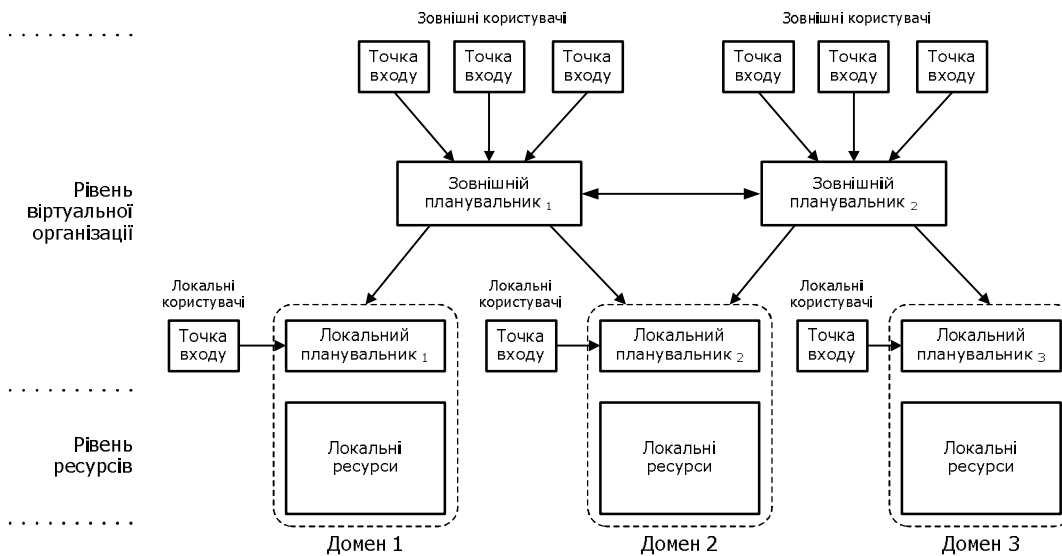 Зовнішні користувачі
Зовнішні користувачі
Точка
входу
Точка
входу
Точка
входу
Точка
входу
Точка
входу
Точка
входу
Рівень
віртуальної
організації
Зовнішній
планувальник 1
Зовнішній
планувальник 2
Локальні
користувачі
Точка
входу
Локальний
планувальник 1
Локальні
користувачі
Точка
входу
Локальний
планувальник 2
Локальні
користувачі
Точка
входу
Локальний
планувальник 3
Рівень
ресурсів
Локальні
ресурси
Локальні
ресурси
Локальні
ресурси
Домен 1
Домен 2
Домен 3